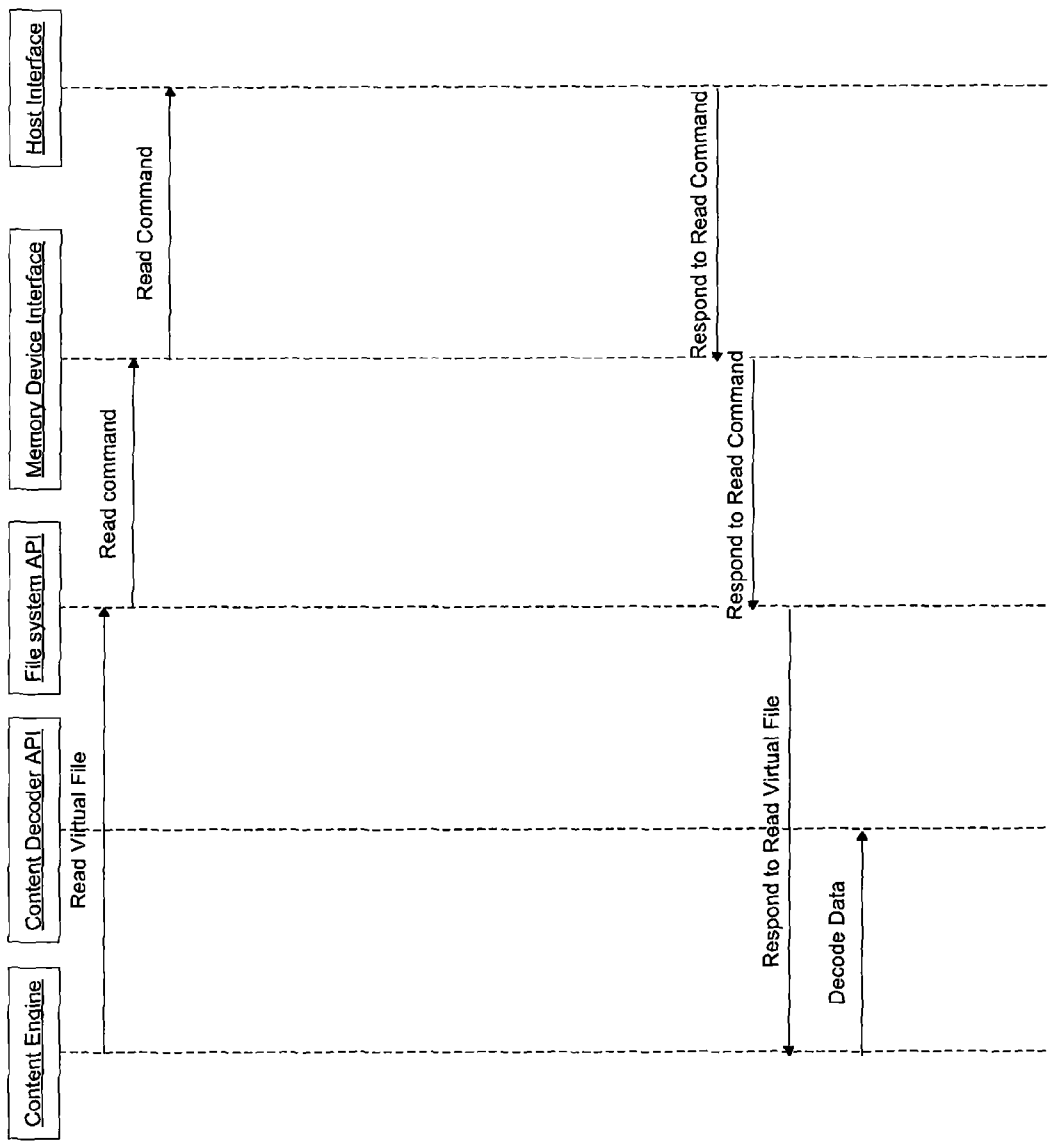 Content Engine
Content Decoder API
File system API
Memory Device Interface
Host Interface
Read Virtual File
Read command
Read Command
Respond to Read Command
Respond to Read Command
Respond to Read Virtual File
Decode Data